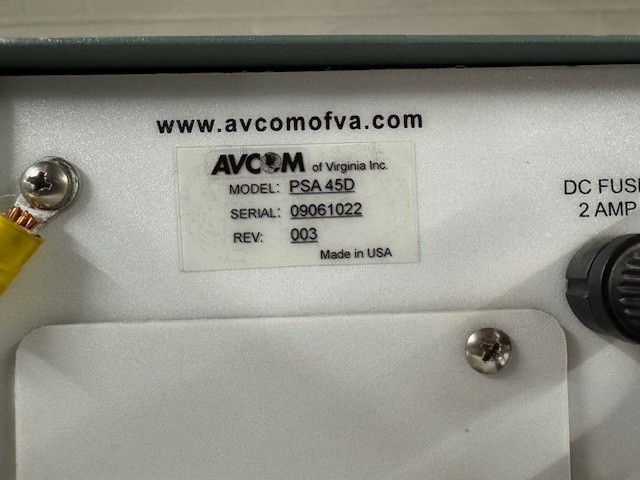 www.avcomofva.com
AVCOM of Virginia Inc.
MODEL: PSA 45D
SERIAL: 09061022
REV: 003
Made in USA
DC FUSE
2 AMP